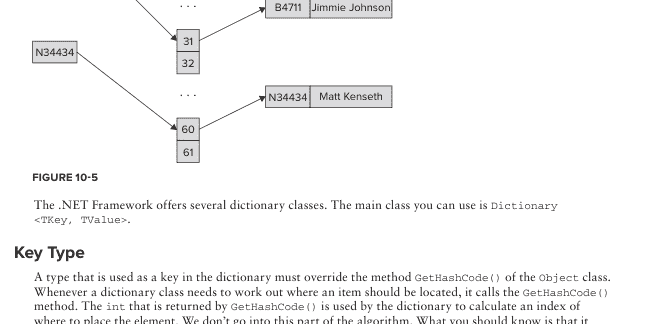 . . .
B4711 Jimmie Johnson
31
N34434
32
. . .
N34434 Matt Kenseth
60
61
FIGURE 10-5
The .NET Framework offers several dictionary classes. The main class you can use is Dictionary
<TKey, TValue>.
Key Type
A type that is used as a key in the dictionary must override the method GetHashCode() of the Object class.
Whenever a dictionary class needs to work out where an item should be located, it calls the GetHashCode()
method. The int that is returned by GetHashCode() is used by the dictionary to calculate an index of
where to place the element. We don't go into this part of the algorithm. What you should know is that it